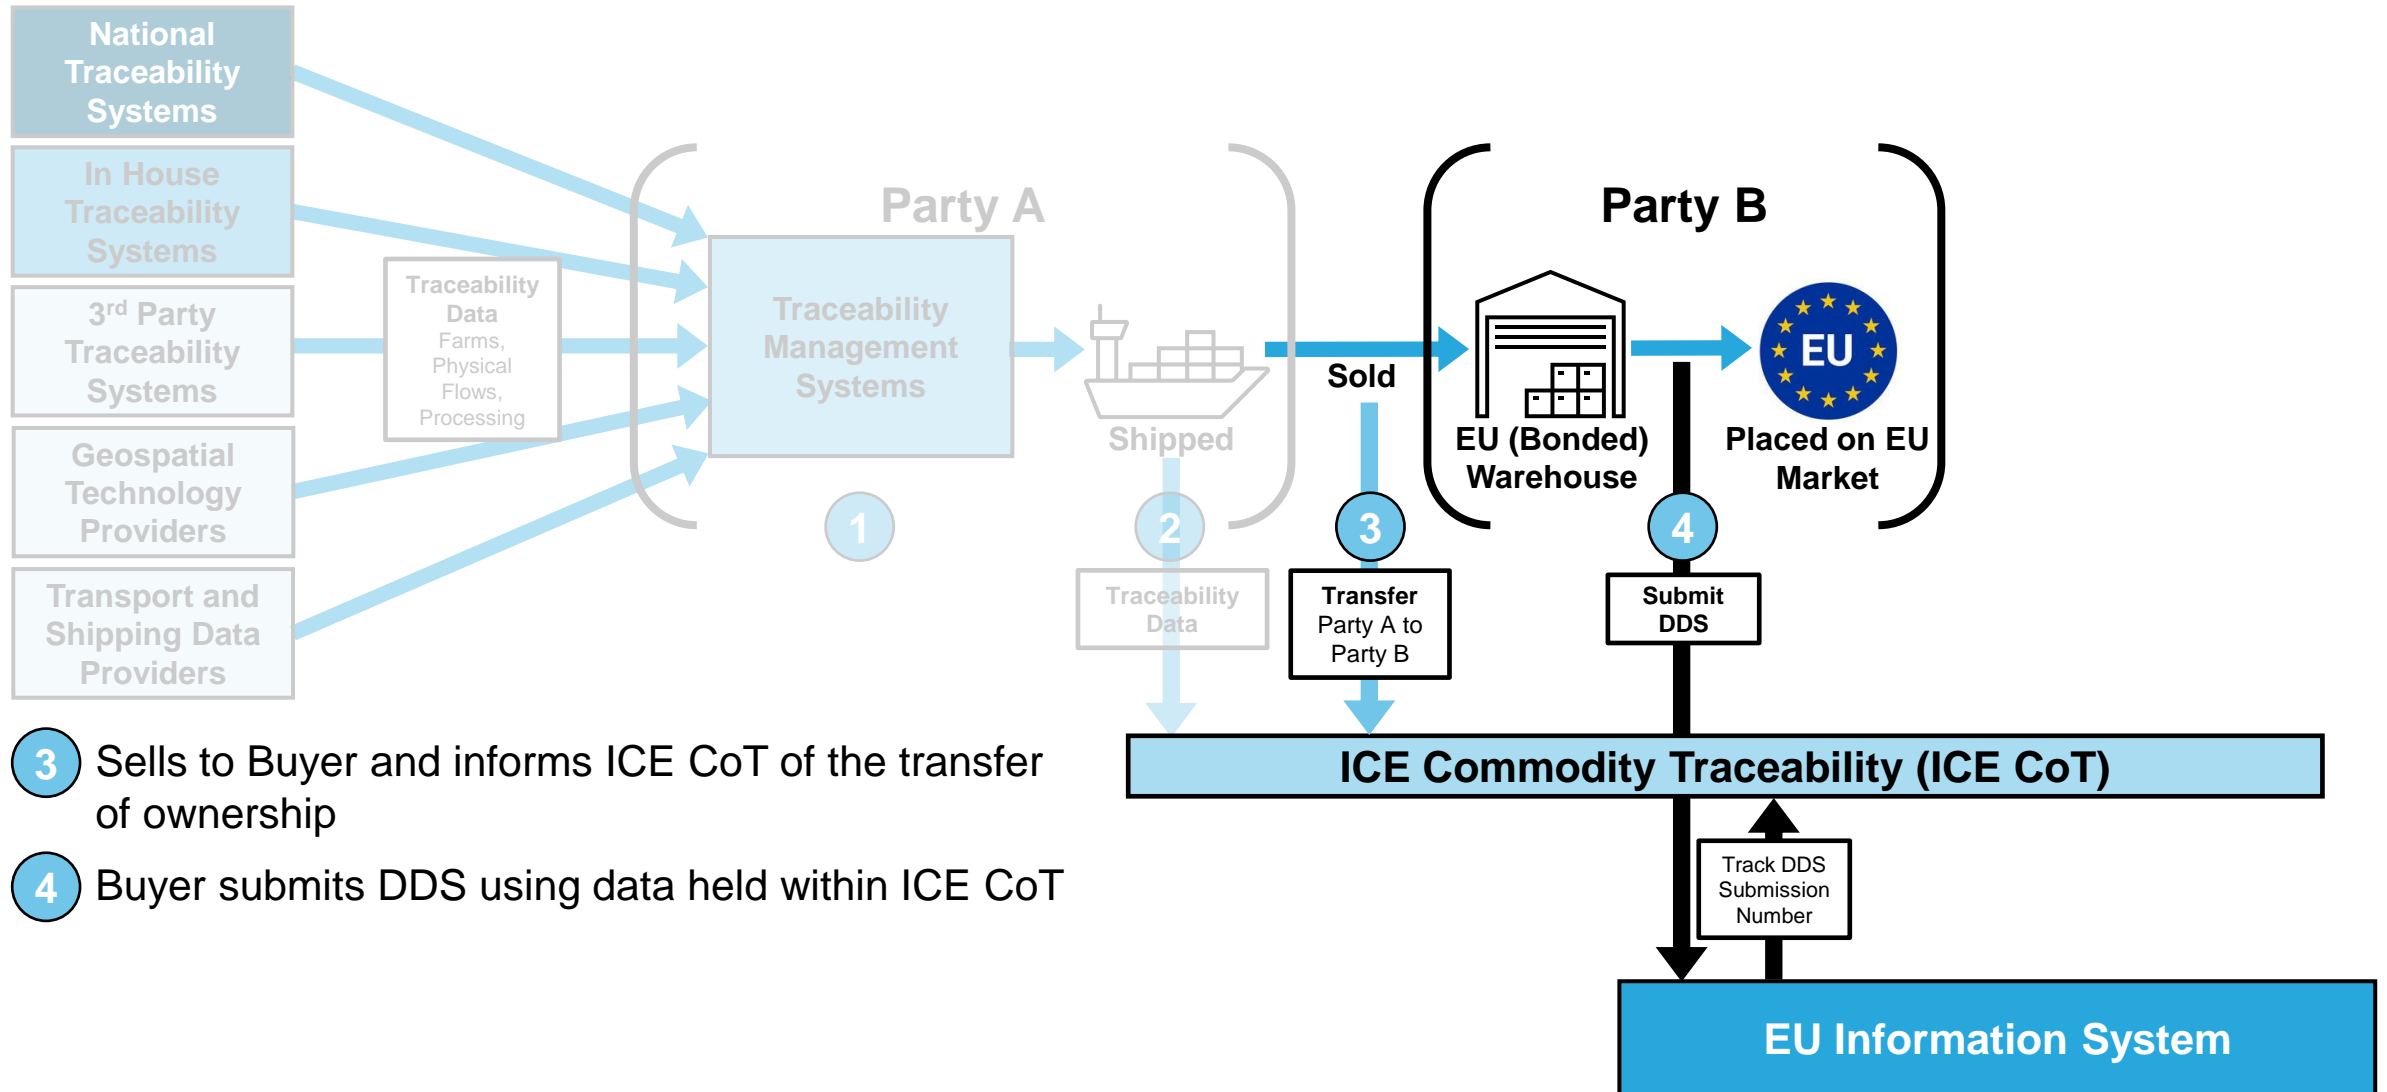 National
Traceability
Systems
In House
Traceability
Systems
3rd Party
Traceability
Systems
Geospatial
Technology
Providers
Transport and
Shipping Data
Providers
Traceability
Data
Farms,
Physical
Flows,
Processing
Party A
Traceability
Management
Systems
1
Shipped
2
Traceability
Data
Sold
3
Transfer
Party A to
Party B
Party B
EU (Bonded)
Warehouse
EU
Placed on EU
Market
4
Submit
DDS
ICE Commodity Traceability (ICE CoT)
Track DDS
Submission
Number
EU Information System
3 Sells to Buyer and informs ICE CoT of the transfer
of ownership
4 Buyer submits DDS using data held within ICE CoT